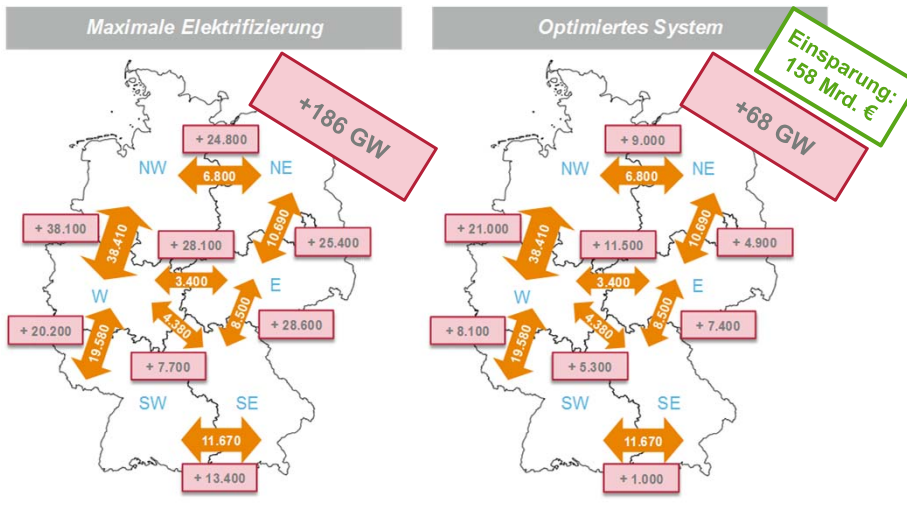 Maximale Elektrifizierung
+186 GW
+ 24.800
NW
NE
6.800
+ 38.100
38.410
+ 28.100
10.690
+ 25.400
3.400
W
E
+ 20.200
19.580
4.380
8.500
+ 28.600
+ 7.700
SW
SE
11.670
+ 13.400
Optimiertes System
Einsparung:
158 Mrd. €
+68 GW
+ 9.000
NW
NE
6.800
+ 21.000
38.410
+ 11.500
10.690
+ 4.900
3.400
W
E
+ 8.100
19.580
4.380
8.500
+ 7.400
+ 5.300
SW
SE
11.670
+ 1.000